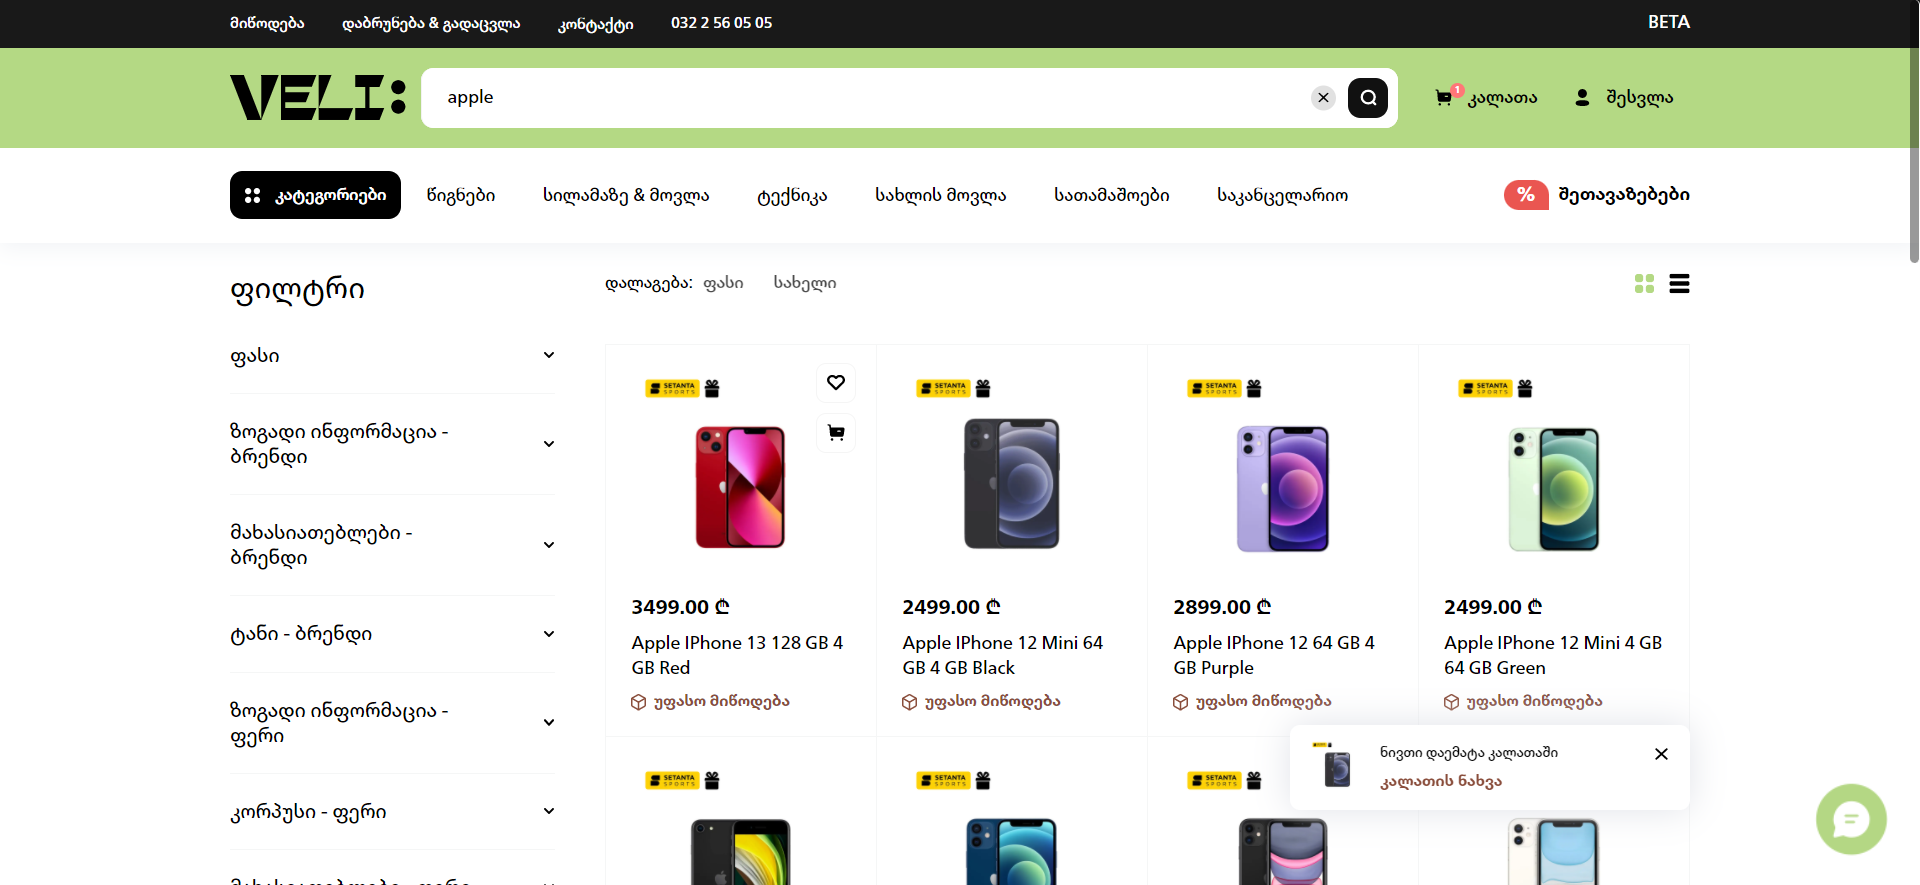 მიწოდება დაბრუნება & გადაცვლა კონტაქტი 032 2 56 05 05 BETA
VELI: apple 1 კალათა შესვლა
კატეგორიები წიგნები სილამაზე & მოვლა ტექნიკა სახლის მოვლა სათამაშოები საკანცელარიო % შეთავაზებები
ფილტრი
ფასი
ზოგადი ინფორმაცია -
ბრენდი
მახასიათებლები -
ბრენდი
ტანი - ბრენდი
ზოგადი ინფორმაცია -
ფერი
კორპუსი - ფერი
მახასიათებლები - ფერი
დალაგება: ფასი სახელი
SETANTA SPORTS
3499.00 ₾
Apple IPhone 13 128 GB 4
GB Red
უფასო მიწოდება
SETANTA SPORTS
2499.00 ₾
Apple IPhone 12 Mini 64
GB 4 GB Black
უფასო მიწოდება
SETANTA SPORTS
2899.00 ₾
Apple IPhone 12 64 GB 4
GB Purple
უფასო მიწოდება
SETANTA SPORTS
2499.00 ₾
Apple IPhone 12 Mini 4 GB
64 GB Green
უფასო მიწოდება
SETANTA SPORTS
SETANTA SPORTS
SETANTA SPORTS
ნივთი დაემატა კალათაში
კალათის ნახვა